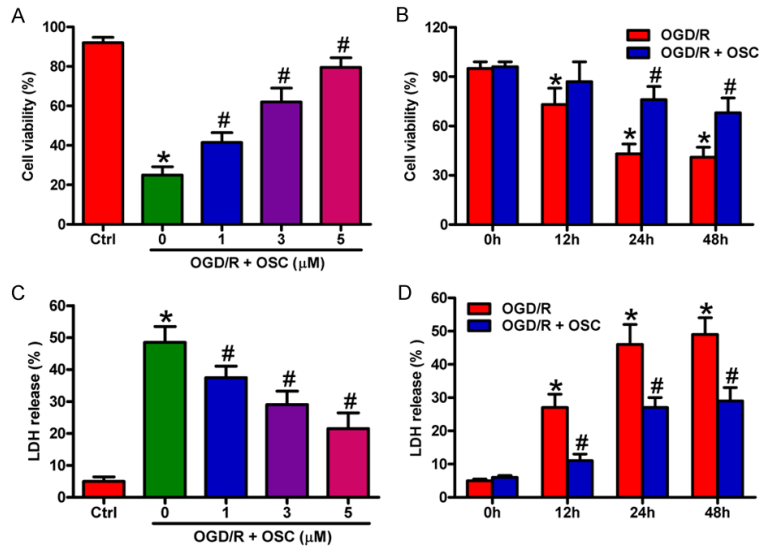 A
Cell viability (%)
100
80
60
40
20
0
*
#
#
#
Ctrl
0
1
3
5
OGD/R + OSC (μM)
B
Cell viability (%)
120
90
60
30
0
OGD/R
OGD/R + OSC
*
*
#
*
#
0h
12h
24h
48h
C
LDH release (% )
60
50
40
30
20
10
0
*
#
#
#
Ctrl
0
1
3
5
OGD/R + OSC (μM)
D
LDH release (% )
60
50
40
30
20
10
0
OGD/R
OGD/R + OSC
*
#
*
#
*
#
0h
12h
24h
48h